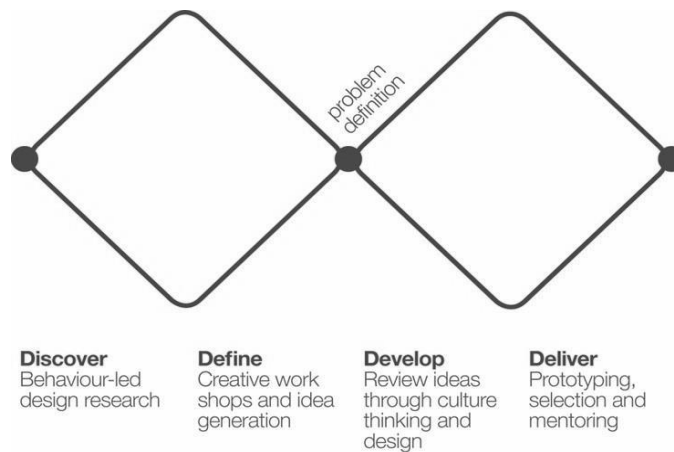 problem
definition
Discover
Behaviour-led
design research
Define
Creative work
shops and idea
generation
Develop
Review ideas
through culture
thinking and
design
Deliver
Prototyping,
selection and
mentoring